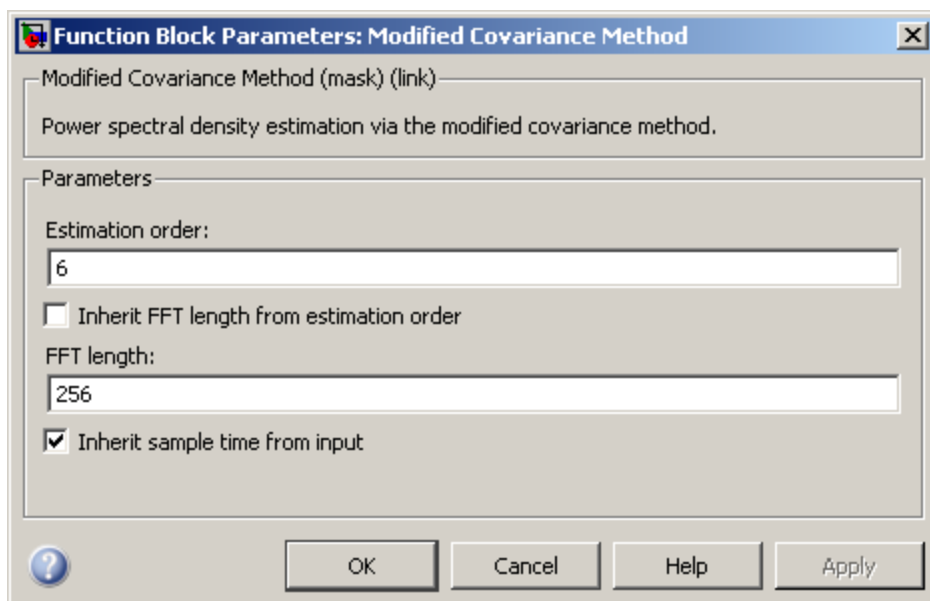 Function Block Parameters: Modified Covariance Method
Modified Covariance Method (mask) (link)
Power spectral density estimation via the modified covariance method.
Parameters
Estimation order:
6
Inherit FFT length from estimation order
FFT length:
256
Inherit sample time from input
OK Cancel Help Apply